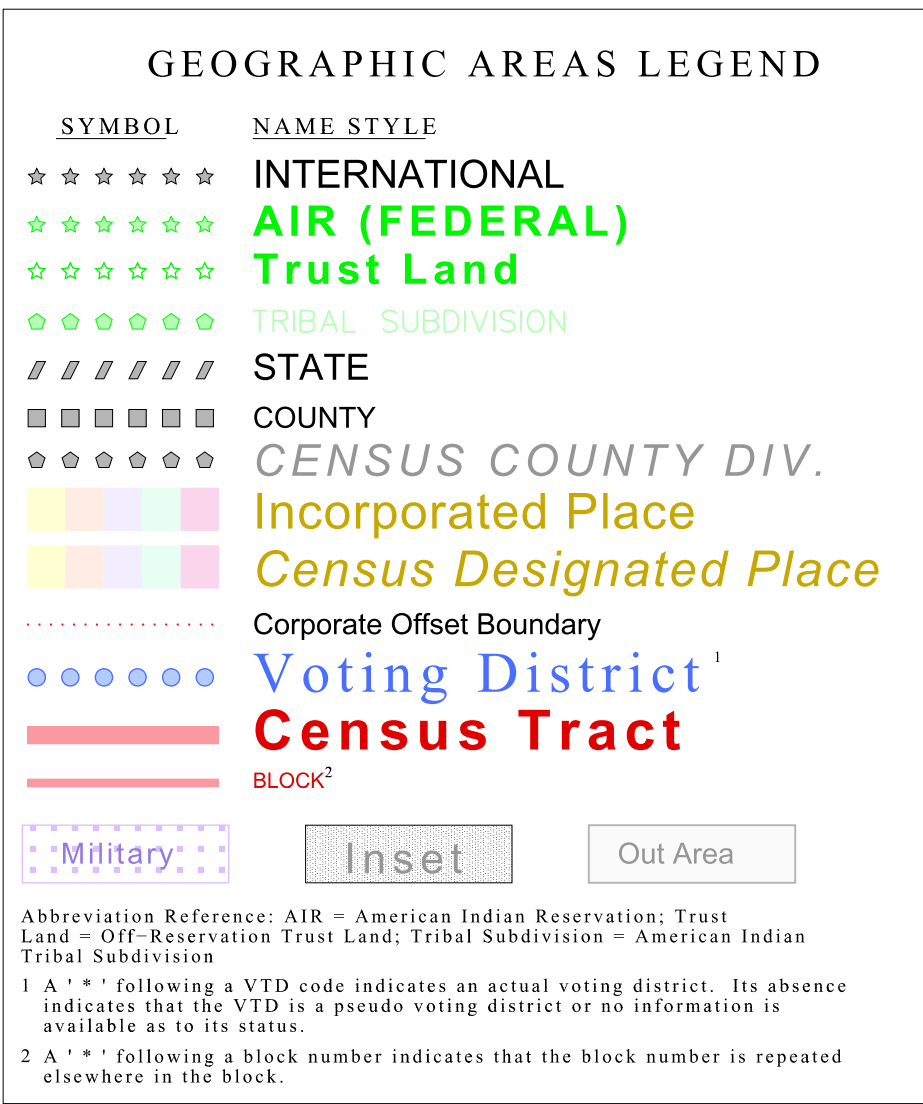 GEOGRAPHIC AREAS LEGEND
SYMBOL NAME STYLE
INTERNATIONAL
AIR (FEDERAL)
Trust Land
TRIBAL SUBDIVISION
STATE
COUNTY
CENSUS COUNTY DIV.
Incorporated Place
Census Designated Place
Corporate Offset Boundary
Voting District 1
Census Tract
BLOCK2
Military Inset Out Area
Abbreviation Reference: AIR = American Indian Reservation; Trust
Land = Off-Reservation Trust Land; Tribal Subdivision = American Indian
Tribal Subdivision
1 A ' * ' following a VTD code indicates an actual voting district. Its absence
indicates that the VTD is a pseudo voting district or no information is
available as to its status.
2 A ' * ' following a block number indicates that the block number is repeated
elsewhere in the block.